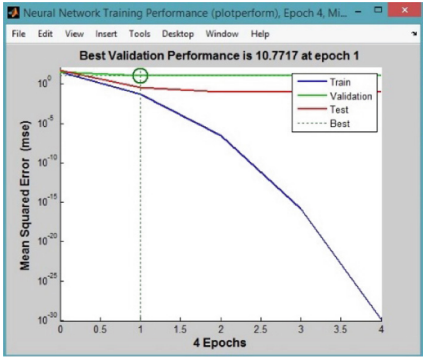 Neural Network Training Performance (plotperform), Epoch 4, Mi...
File Edit View Insert Tools Desktop Window Help
Best Validation Performance is 10.7717 at epoch 1
Mean Squared Error (mse)
10^0
10^-5
10^-10
10^-15
10^-20
10^-25
10^-30
Train
Validation
Test
Best
0 0.5 1 1.5 2 2.5 3 3.5 4
4 Epochs